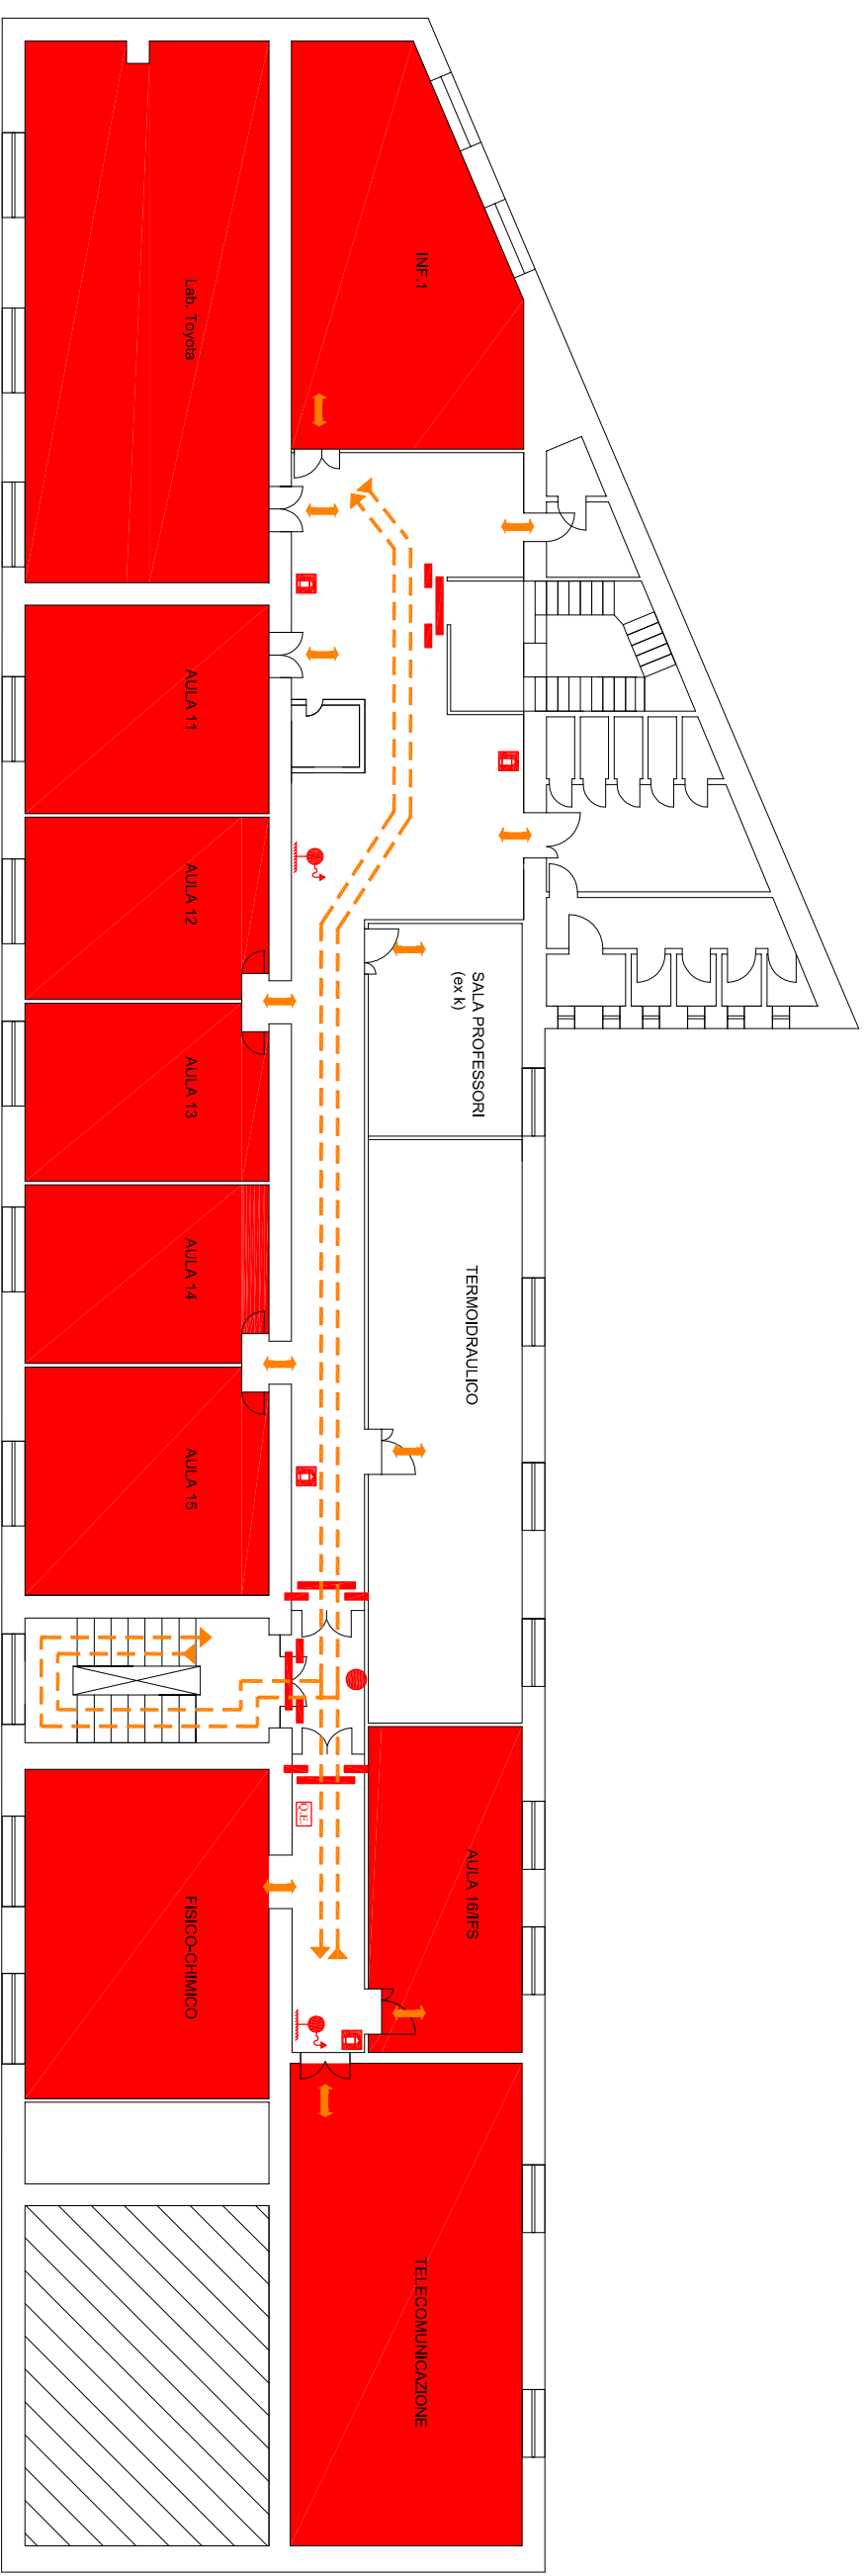 INF.1
Lab. Toyota
AULA 11
AULA 12
SALA PROFESSORI
(ex k)
AULA 13
AULA 14
TERMOIDRAULICO
AULA 15
Q.E.
AULA 16/IFS
FISICO-CHIMICO
TELECOMUNICAZIONE